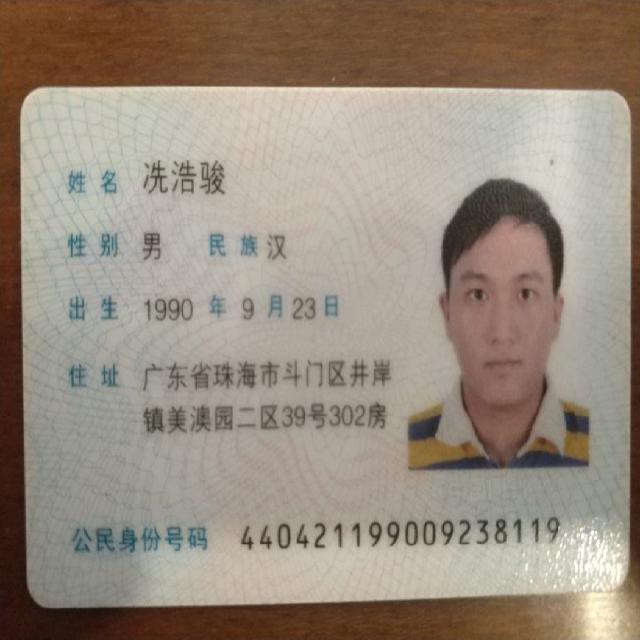 姓名 冼浩骏
性别 男 民族 汉
出生 1990 年 9 月 23 日
住址 广东省珠海市斗门区井岸
镇美澳园二区39号302房
公民身份号码 440421199009238119